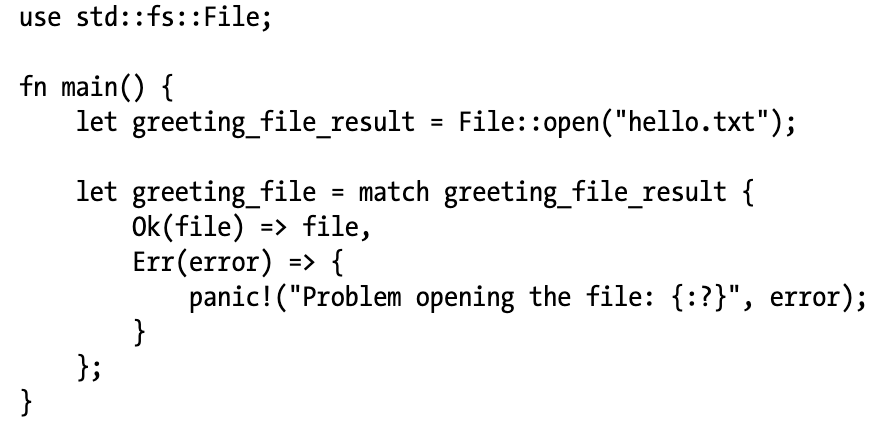 use std::fs::File;

fn main() {
    let greeting_file_result = File::open("hello.txt");

    let greeting_file = match greeting_file_result {
        Ok(file) => file,
        Err(error) => {
            panic!("Problem opening the file: {:?}", error);
        }
    };
}